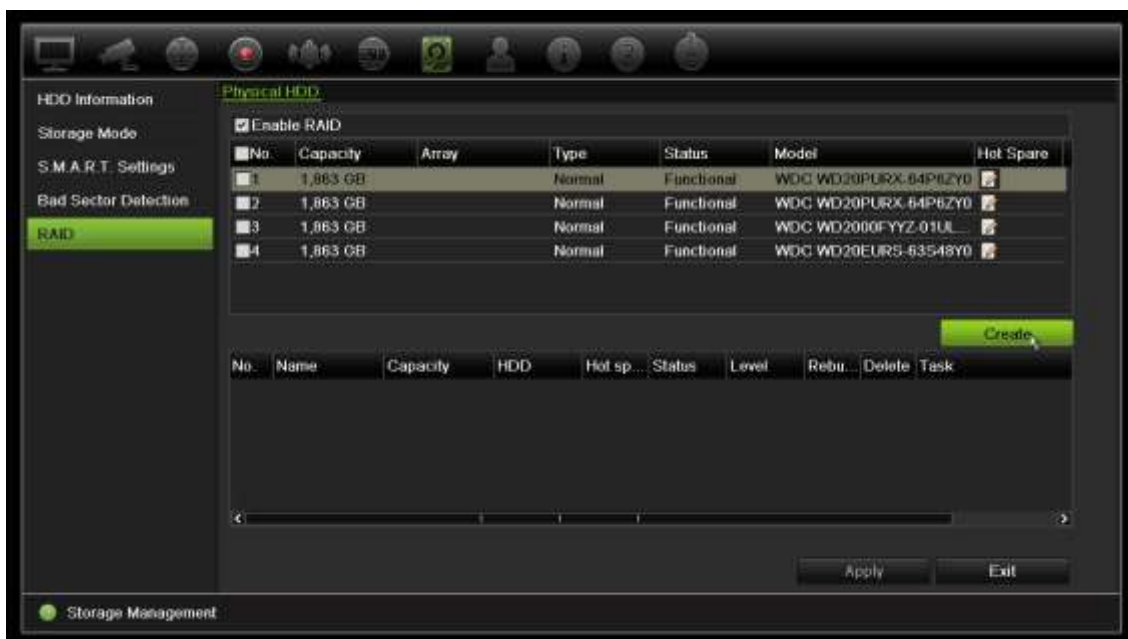 HDD Information
Storage Mode
S.M.A.R.T. Settings
Bad Sector Detection
RAID
Physical HDD
Enable RAID
No. Capacity Array Type Status Model Hot Spare
1 1,863 GB Normal Functional WDC WD20PURX-64P6ZY0
2 1,863 GB Normal Functional WDC WD20PURX-64P6ZY0
3 1,863 GB Normal Functional WDC WD2000FYYZ-01UL...
4 1,863 GB Normal Functional WDC WD20EURS-63S48Y0
Create
No. Name Capacity HDD Hot sp... Status Level Rebu... Delete Task
Apply Exit
Storage Management